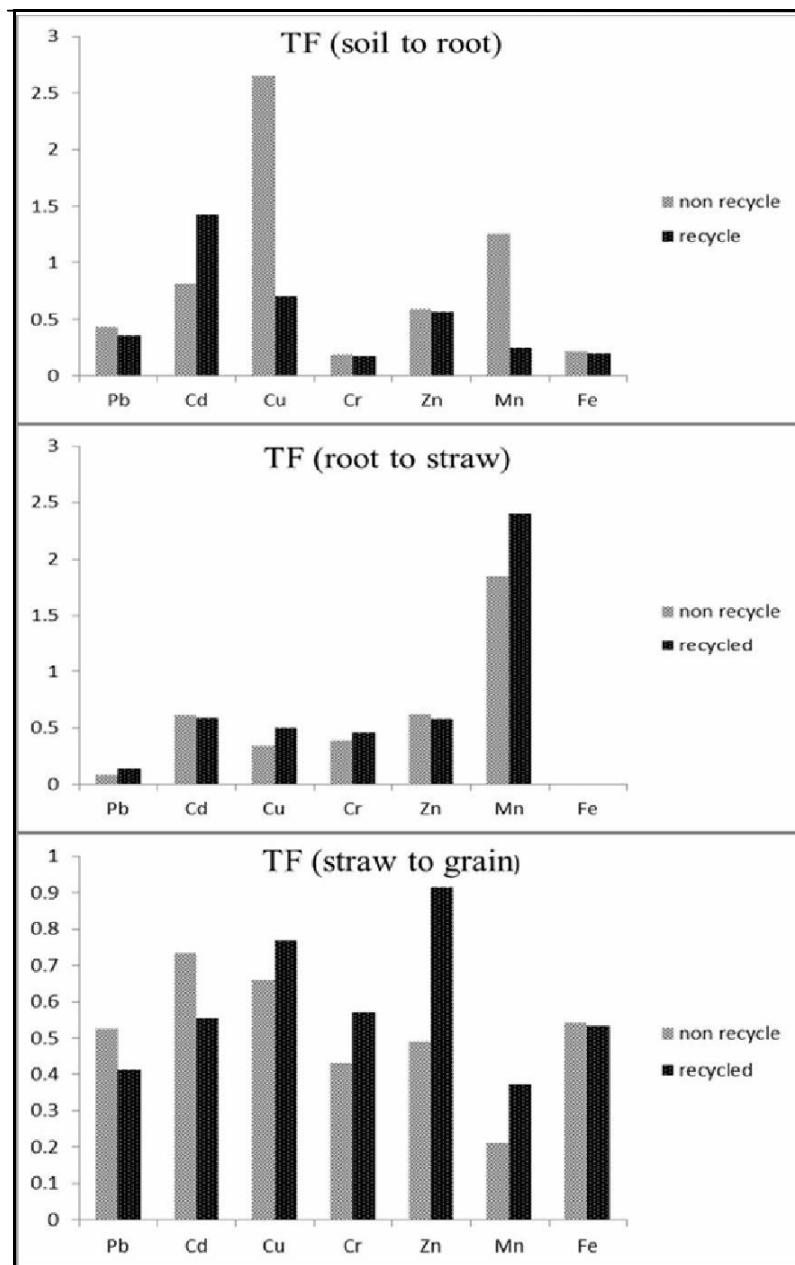 TF (soil to root)
3
2.5
2
1.5
1
0.5
0
Pb Cd Cu Cr Zn Mn Fe
non recycle
recycle
TF (root to straw)
3
2.5
2
1.5
1
0.5
0
Pb Cd Cu Cr Zn Mn Fe
non recycle
recycled
TF (straw to grain)
1
0.9
0.8
0.7
0.6
0.5
0.4
0.3
0.2
0.1
0
Pb Cd Cu Cr Zn Mn Fe
non recycle
recycled